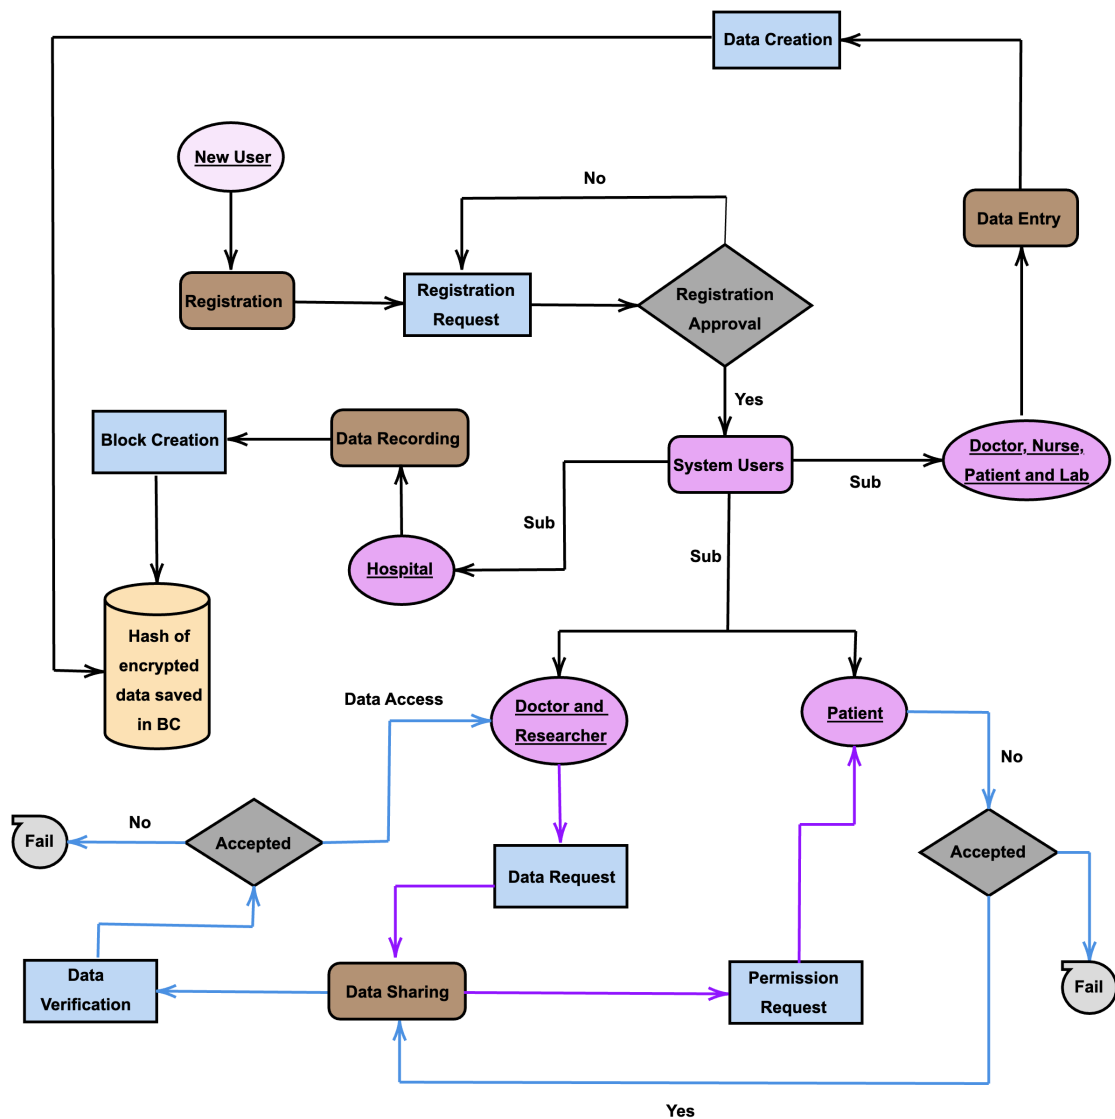 Data Creation
New User
No
Data Entry
Registration
Registration
Request
Registration
Approval
Yes
Block Creation
Data Recording
System Users
Doctor, Nurse,
Patient and Lab
Sub
Sub
Sub
Hospital
Hash of
encrypted
data saved
in BC
Data Access
Doctor and
Researcher
Patient
No
No
Fail
Accepted
Accepted
Data Request
Data
Verification
Data Sharing
Permission
Request
Fail
Yes